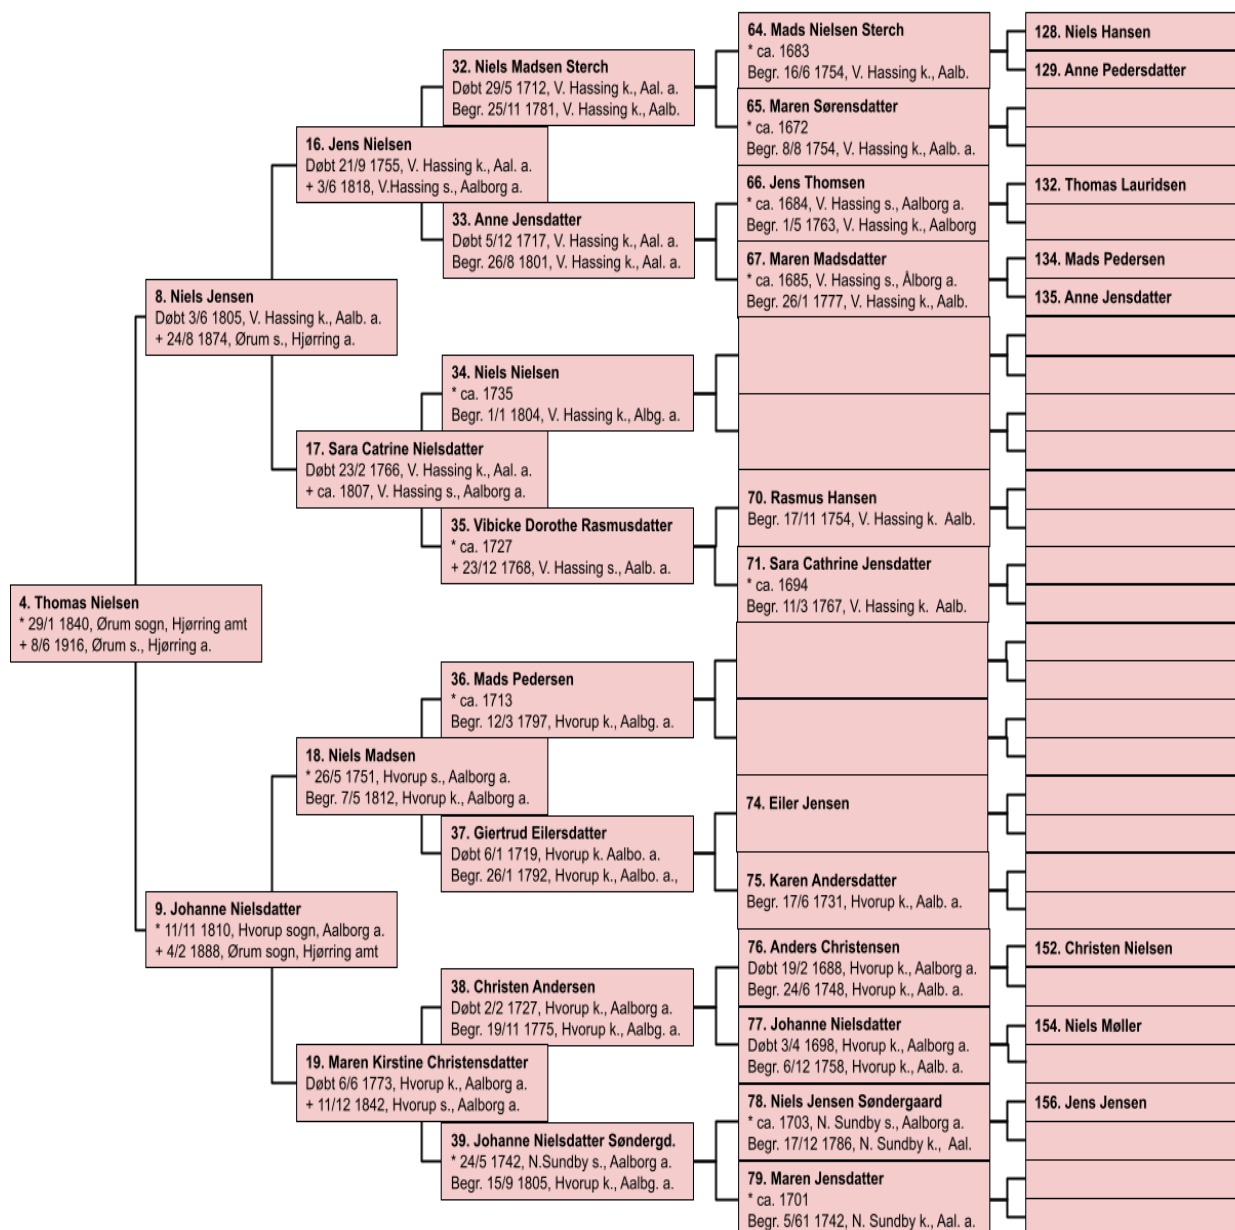 64. Mads Nielsen Sterch
* ca. 1683
Begr. 16/6 1754, V. Hassing k., Aalb.
128. Niels Hansen
129. Anne Pedersdatter
32. Niels Madsen Sterch
Døbt 29/5 1712, V. Hassing k., Aal. a.
Begr. 25/11 1781, V. Hassing k., Aalb.
65. Maren Sørensdatter
* ca. 1672
Begr. 8/8 1754, V. Hassing k., Aalb. a.
16. Jens Nielsen
Døbt 21/9 1755, V. Hassing k., Aal. a.
+ 3/6 1818, V.Hassing s., Aalborg a.
66. Jens Thomsen
* ca. 1684, V. Hassing s., Aalborg a.
Begr. 1/5 1763, V. Hassing k., Aalborg
132. Thomas Lauridsen
33. Anne Jensdatter
Døbt 5/12 1717, V. Hassing k., Aal. a.
Begr. 26/8 1801, V. Hassing k., Aal. a.
67. Maren Madsdatter
* ca. 1685, V. Hassing s., Ålborg a.
Begr. 26/1 1777, V. Hassing k., Aalb.
134. Mads Pedersen
135. Anne Jensdatter
8. Niels Jensen
Døbt 3/6 1805, V. Hassing k., Aalb. a.
+ 24/8 1874, Ørum s., Hjørring a.
34. Niels Nielsen
* ca. 1735
Begr. 1/1 1804, V. Hassing k., Albg. a.
17. Sara Catrine Nielsdatter
Døbt 23/2 1766, V. Hassing k., Aal. a.
+ ca. 1807, V. Hassing s., Aalborg a.
70. Rasmus Hansen
Begr. 17/11 1754, V. Hassing k. Aalb.
35. Vibicke Dorothe Rasmusdatter
* ca. 1727
+ 23/12 1768, V. Hassing s., Aalb. a.
71. Sara Cathrine Jensdatter
* ca. 1694
Begr. 11/3 1767, V. Hassing k. Aalb.
4. Thomas Nielsen
* 29/1 1840, Ørum sogn, Hjørring amt
+ 8/6 1916, Ørum s., Hjørring a.
36. Mads Pedersen
* ca. 1713
Begr. 12/3 1797, Hvorup k., Aalbg. a.
18. Niels Madsen
* 26/5 1751, Hvorup s., Aalborg a.
Begr. 7/5 1812, Hvorup k., Aalborg a.
74. Eiler Jensen
37. Giertrud Eilersdatter
Døbt 6/1 1719, Hvorup k. Aalbo. a.
Begr. 26/1 1792, Hvorup k., Aalbo. a.,
75. Karen Andersdatter
Begr. 17/6 1731, Hvorup k., Aalb. a.
9. Johanne Nielsdatter
* 11/11 1810, Hvorup sogn, Aalborg a.
+ 4/2 1888, Ørum sogn, Hjørring amt
76. Anders Christensen
Døbt 19/2 1688, Hvorup k., Aalborg a.
Begr. 24/6 1748, Hvorup k., Aalb. a.
152. Christen Nielsen
38. Christen Andersen
Døbt 2/2 1727, Hvorup k., Aalborg a.
Begr. 19/11 1775, Hvorup k., Aalbg. a.
77. Johanne Nielsdatter
Døbt 3/4 1698, Hvorup k., Aalborg a.
Begr. 6/12 1758, Hvorup k., Aalb. a.
154. Niels Møller
19. Maren Kirstine Christensdatter
Døbt 6/6 1773, Hvorup k., Aalborg a.
+ 11/12 1842, Hvorup s., Aalborg a.
78. Niels Jensen Søndergaard
* ca. 1703, N. Sundby s., Aalborg a.
Begr. 17/12 1786, N. Sundby k., Aal.
156. Jens Jensen
39. Johanne Nielsdatter Søndergd.
* 24/5 1742, N.Sundby s., Aalborg a.
Begr. 15/9 1805, Hvorup k., Aalbg. a.
79. Maren Jensdatter
* ca. 1701
Begr. 5/61 1742, N. Sundby k., Aal. a.